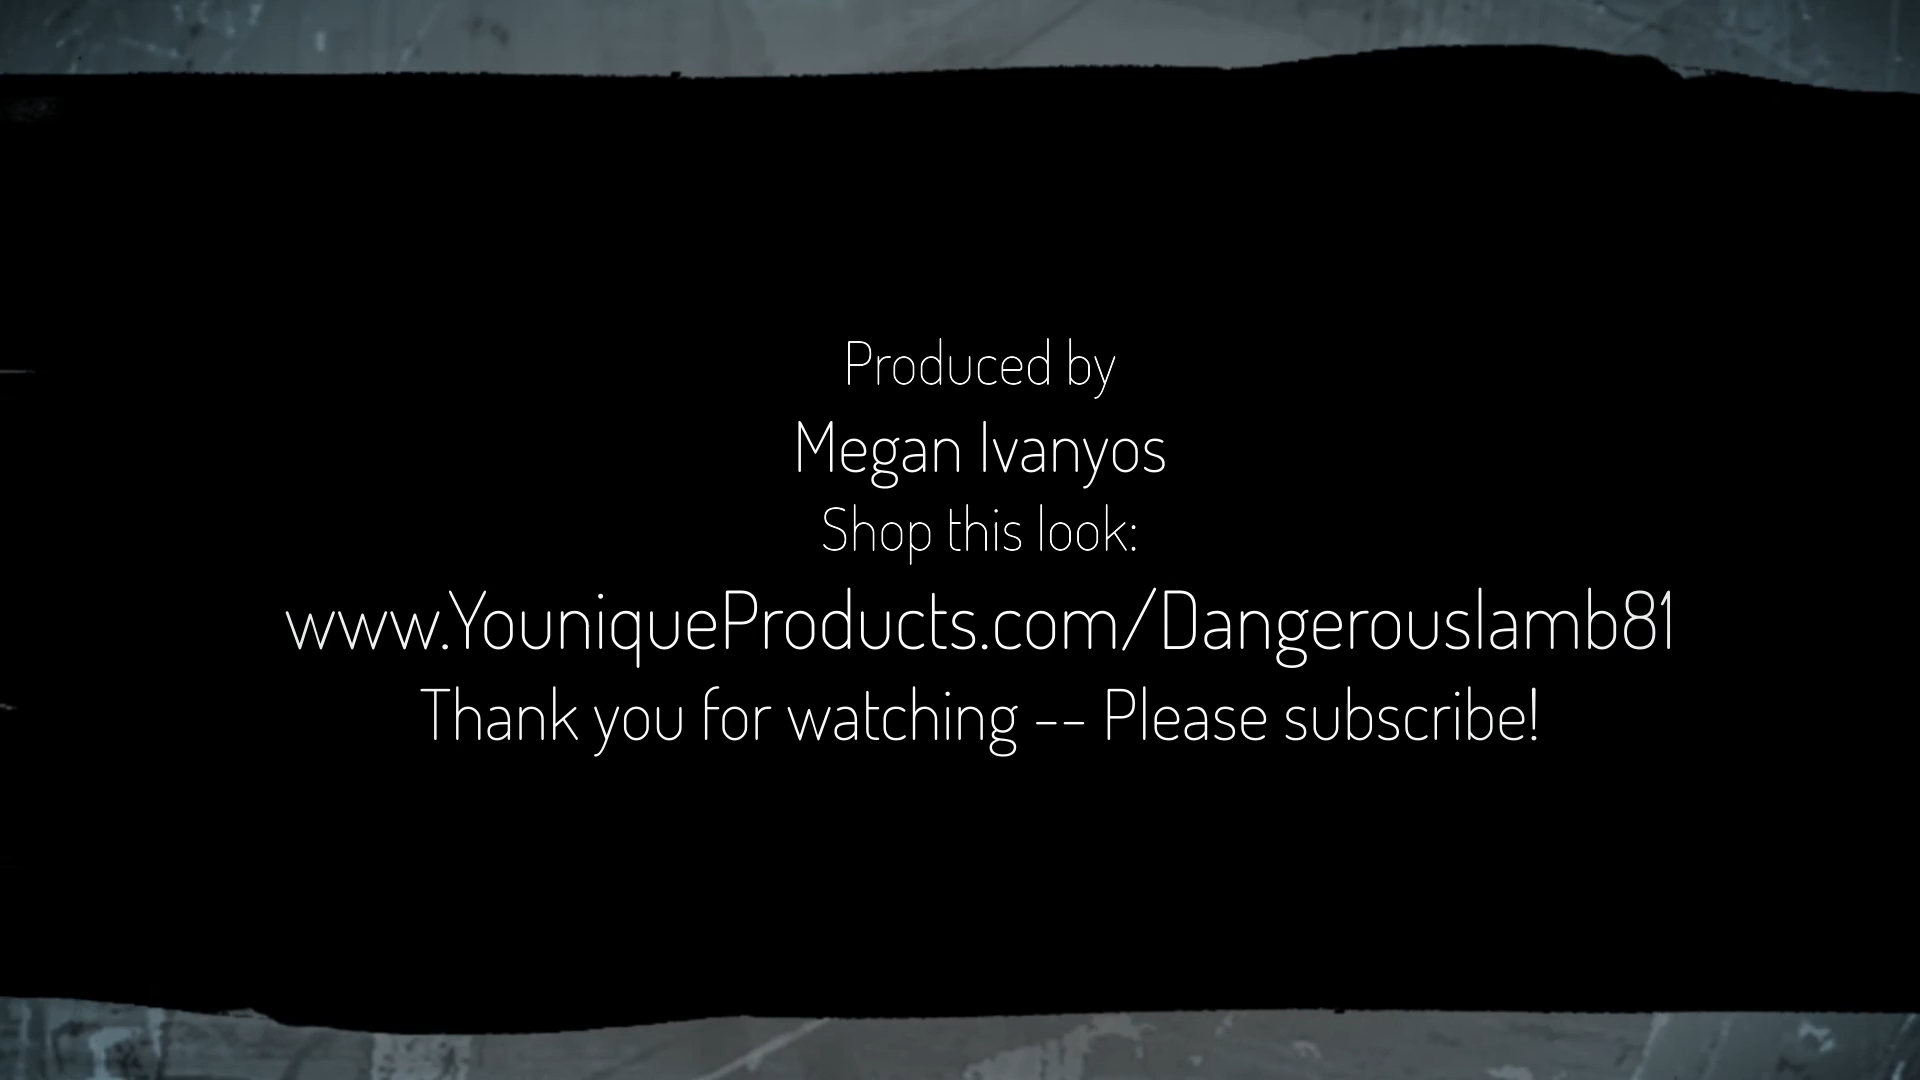 Produced by
Megan Ivanyos
Shop this look:
www.YouniqueProducts.com/Dangerouslamb81
Thank you for watching -- Please subscribe!